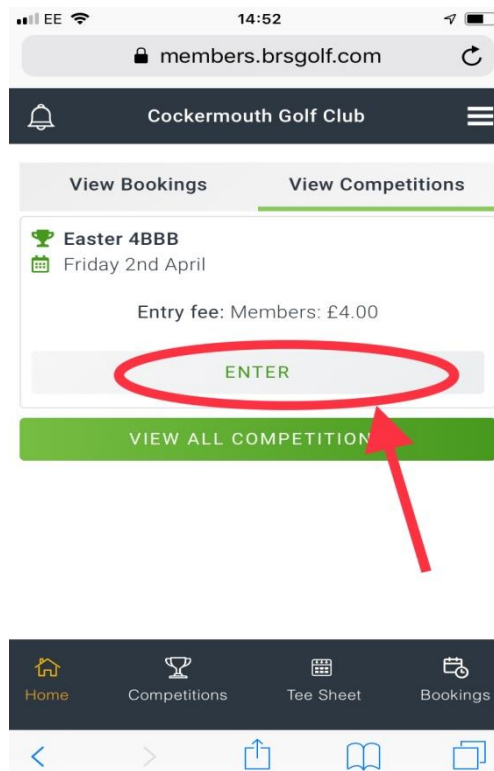 EE 14:52
members.brsgolf.com
Cockermouth Golf Club
View Bookings View Competitions
Easter 4BBB
Friday 2nd April
Entry fee: Members: £4.00
ENTER
VIEW ALL COMPETITION
Home Competitions Tee Sheet Bookings